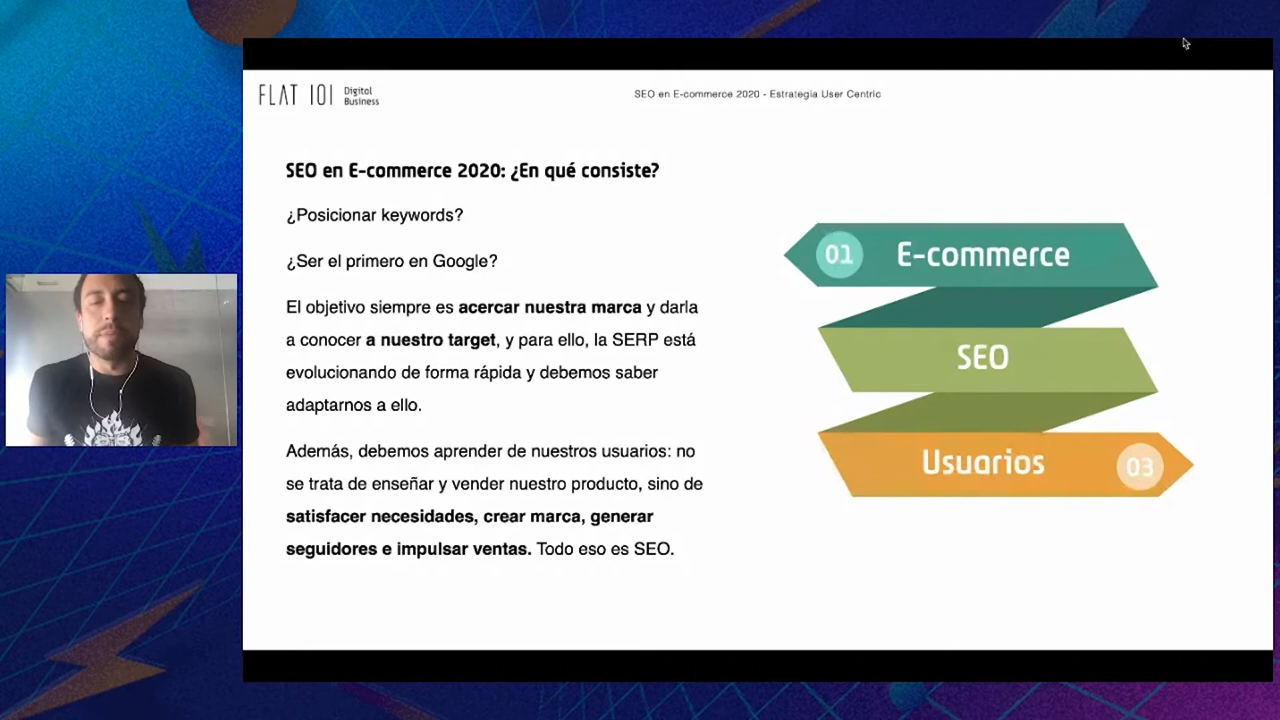 FLAT 101 Digital
Business
SEO en E-commerce 2020 - Estrategia User Centric
SEO en E-commerce 2020: ¿En qué consiste?
¿Posicionar keywords?
¿Ser el primero en Google?
El objetivo siempre es acercar nuestra marca y darla
a conocer a nuestro target, y para ello, la SERP está
evolucionando de forma rápida y debemos saber
adaptarnos a ello.
Además, debemos aprender de nuestros usuarios: no
se trata de enseñar y vender nuestro producto, sino de
satisfacer necesidades, crear marca, generar
seguidores e impulsar ventas. Todo eso es SEO.
01 E-commerce
SEO
Usuarios 03